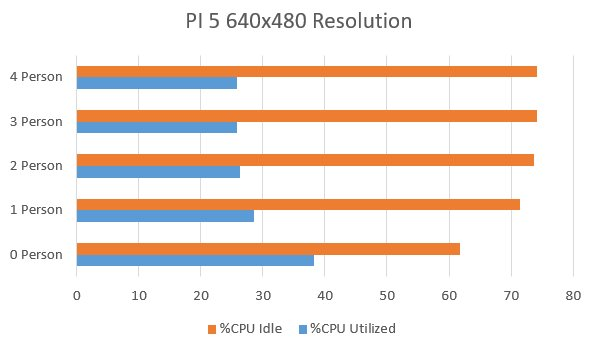 PI 5 640x480 Resolution
4 Person
3 Person
2 Person
1 Person
0 Person
0 10 20 30 40 50 60 70 80
%CPU Idle %CPU Utilized